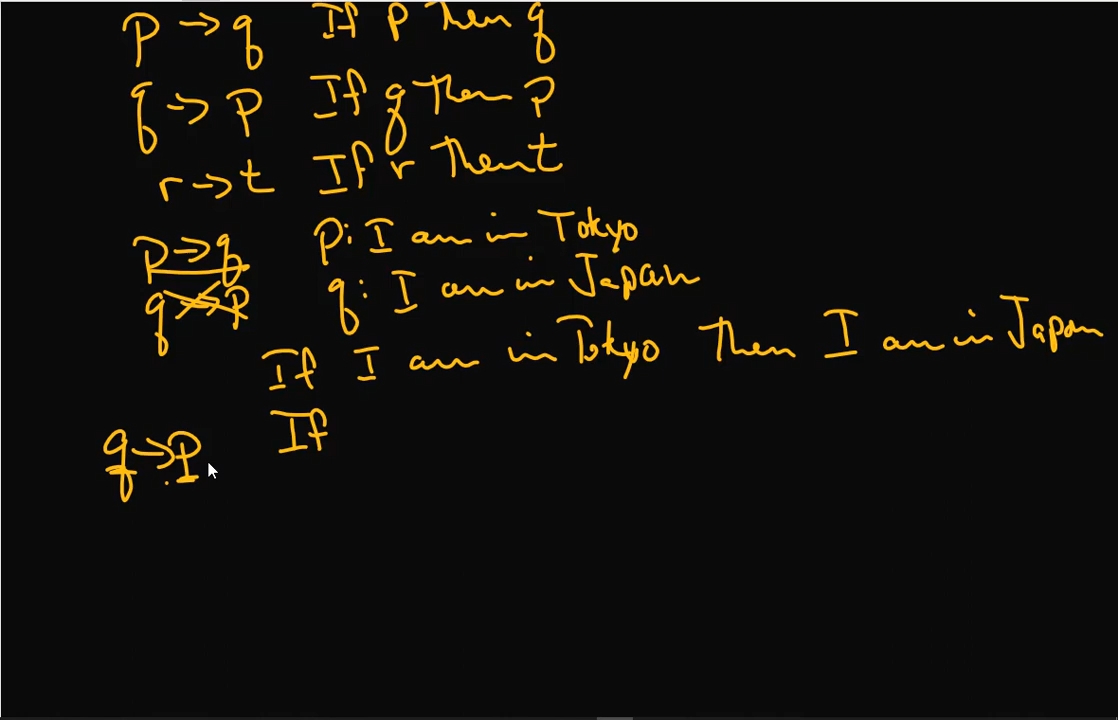 p → q If p then q
q → p If q then p
r → t If r then t
p → q p: I am in Tokyo
q → p q: I am in Japan
If I am in Tokyo then I am in Japan
q → p If